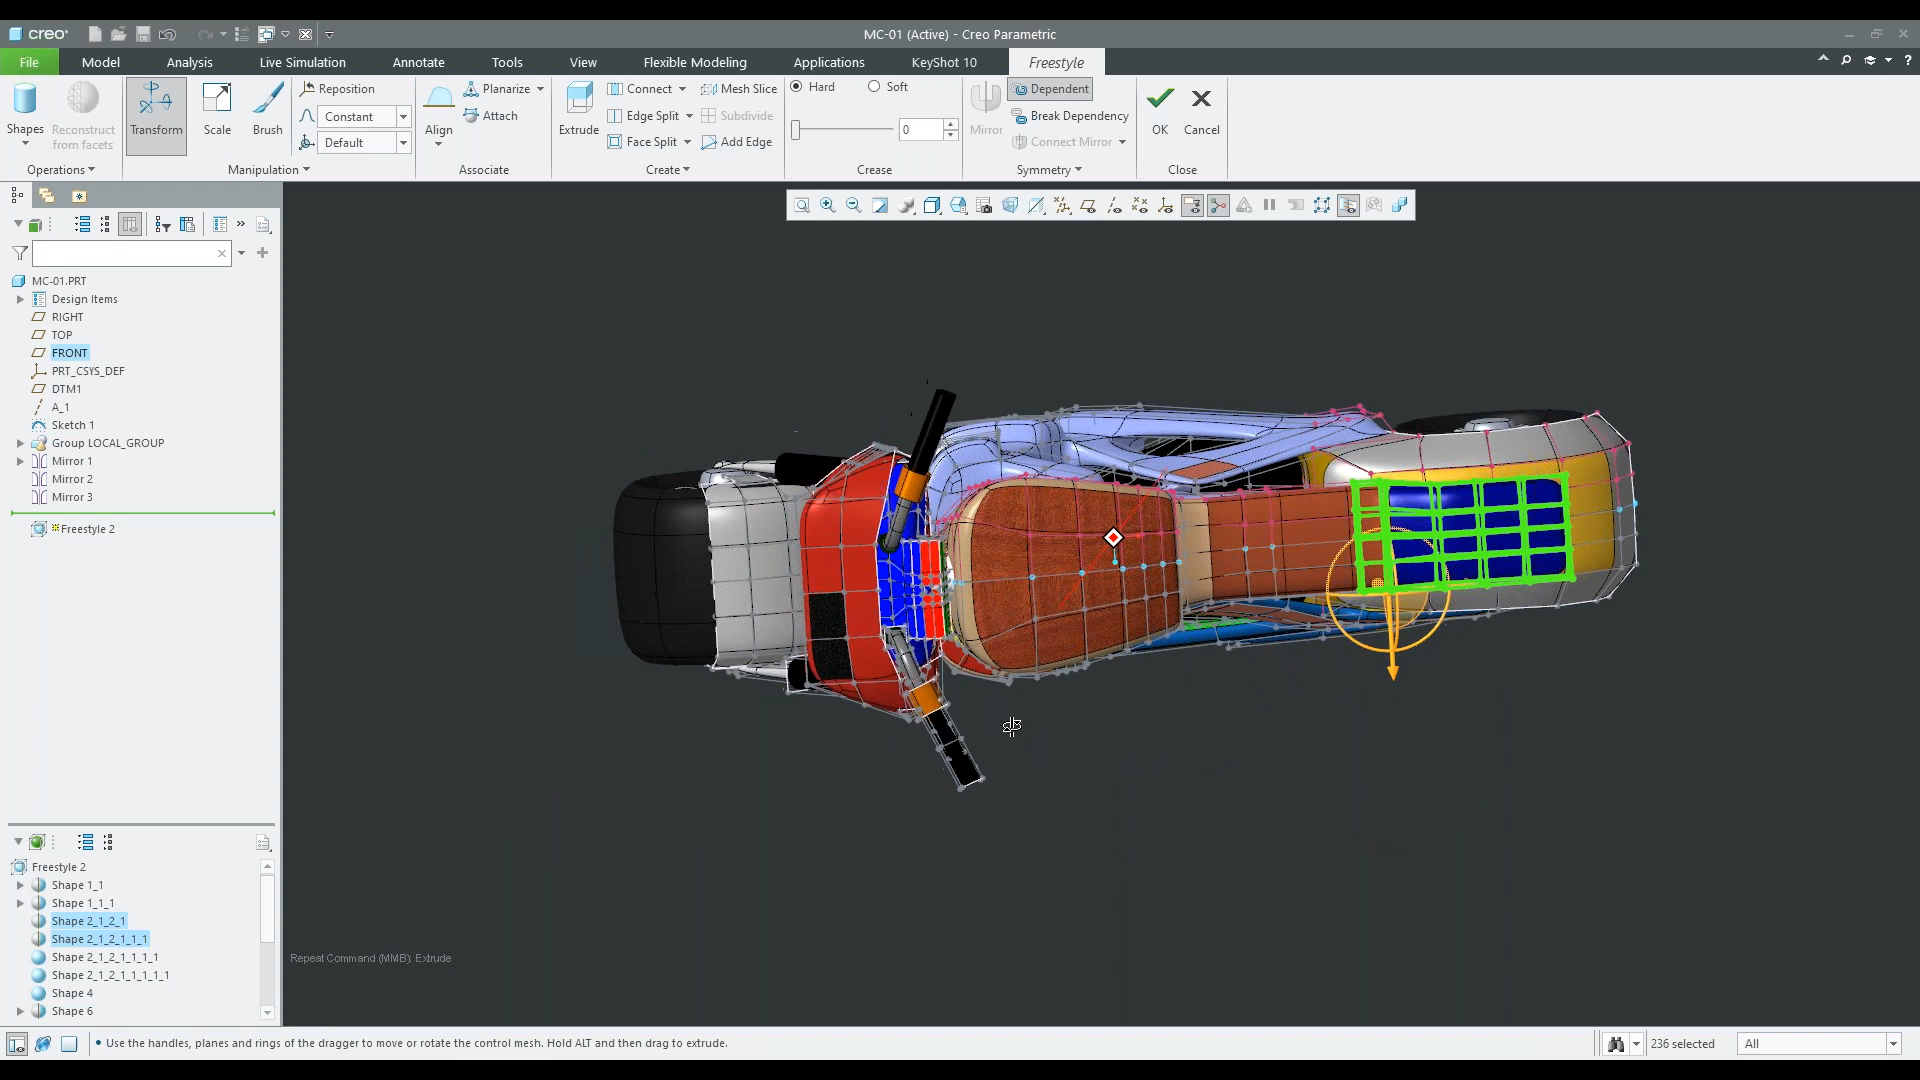 creo
MC-01 (Active) - Creo Parametric
File
Model
Analysis
Live Simulation
Annotate
Tools
View
Flexible Modeling
Applications
KeyShot 10
Freestyle
?
Shapes
Reconstruct
from facets
Operations
Transform
Scale
Brush
Reposition
Constant
Default
Manipulation
Align
Planarize
Attach
Associate
Extrude
Connect
Edge Split
Face Split
Mesh Slice
Subdivide
Add Edge
Create
Hard
Soft
0
Crease
Mirror
Dependent
Break Dependency
Connect Mirror
Symmetry
OK
Cancel
Close
MC-01.PRT
Design Items
RIGHT
TOP
FRONT
PRT_CSYS_DEF
DTM1
A_1
Sketch 1
Group LOCAL_GROUP
Mirror 1
Mirror 2
Mirror 3
Freestyle 2
Freestyle 2
Shape 1_1
Shape 1_1_1
Shape 2_1_2_1
Shape 2_1_2_1_1_1
Shape 2_1_2_1_1_1_1
Shape 2_1_2_1_1_1_1_1
Shape 4
Shape 6
Repeat Command (MMB): Extrude
• Use the handles, planes and rings of the dragger to move or rotate the control mesh. Hold ALT and then drag to extrude.
236 selected
All